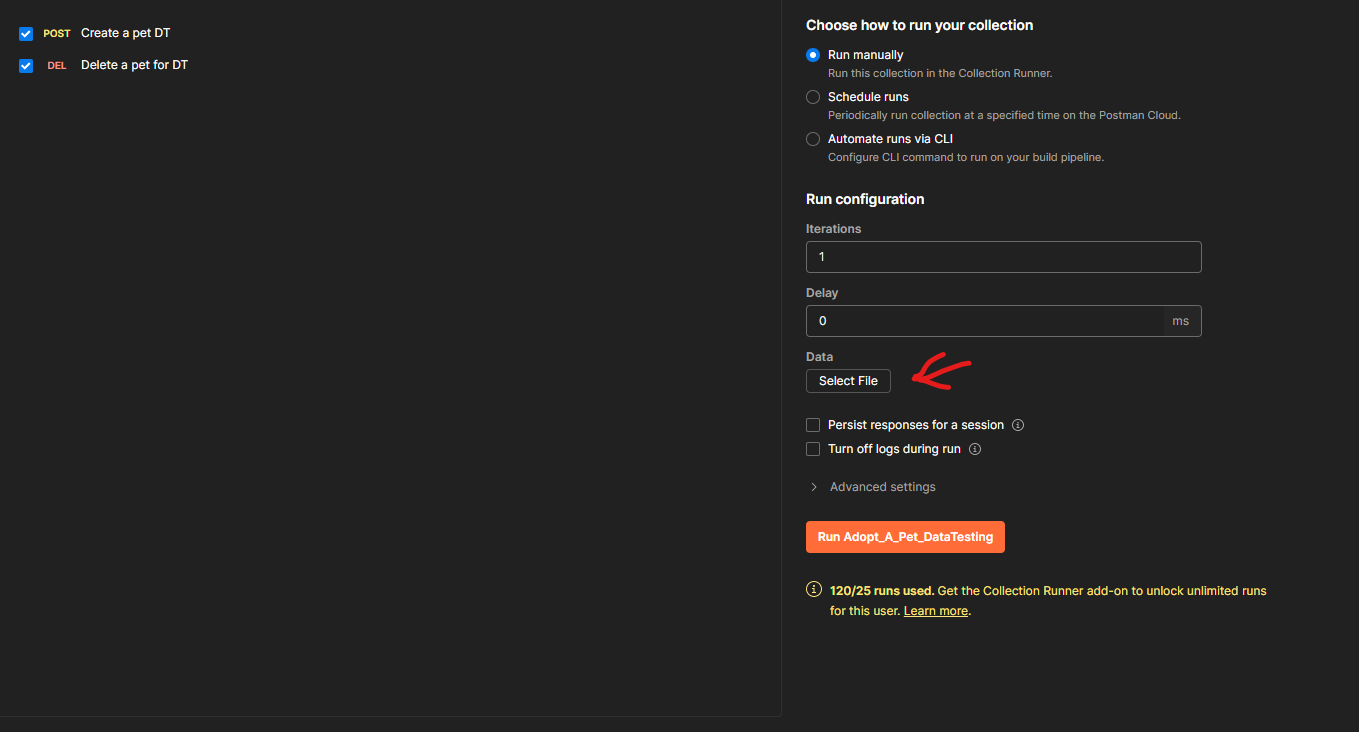 POST Create a pet DT
DEL Delete a pet for DT
Choose how to run your collection
Run manually
Run this collection in the Collection Runner.
Schedule runs
Periodically run collection at a specified time on the Postman Cloud.
Automate runs via CLI
Configure CLI command to run on your build pipeline.
Run configuration
Iterations
1
Delay
0 ms
Data
Select File
Persist responses for a session
Turn off logs during run
Advanced settings
Run Adopt_A_Pet_DataTesting
120/25 runs used. Get the Collection Runner add-on to unlock unlimited runs
for this user. Learn more.